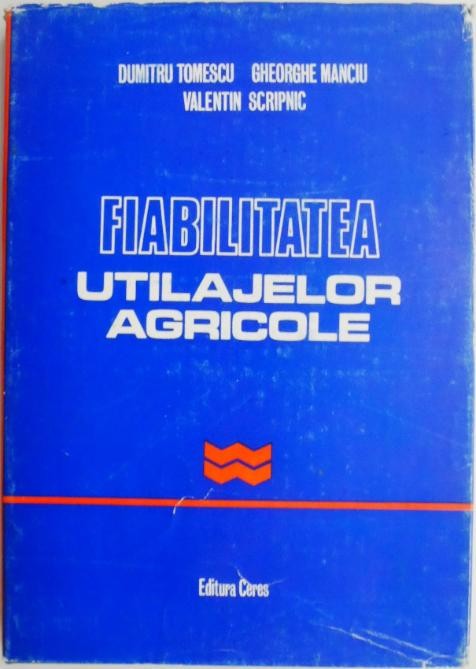 DUMITRU TOMESCU GHEORGHE MANCIU
VALENTIN SCRIPNIC
FIABILITATEA
UTILAJELOR
AGRICOLE
Editura Ceres